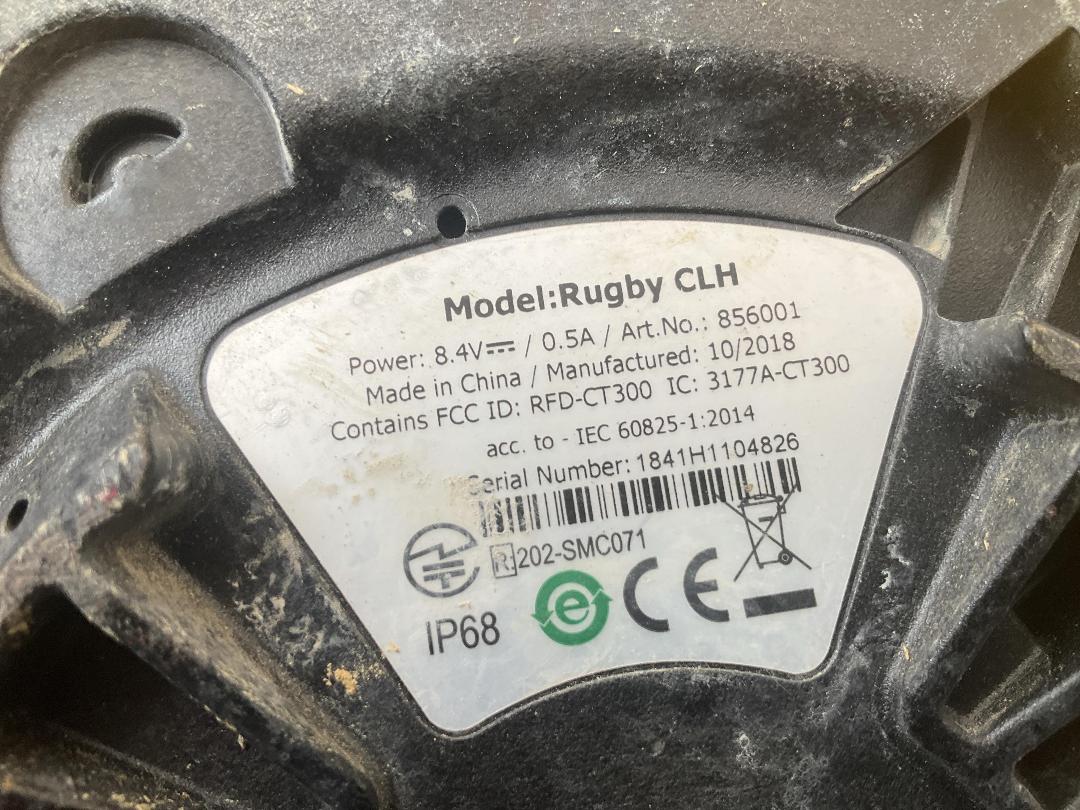 Model:Rugby CLH
Power: 8.4V⎓ / 0.5A / Art.No.: 856001
Made in China / Manufactured: 10/2018
Contains FCC ID: RFD-CT300 IC: 3177A-CT300
acc. to - IEC 60825-1:2014
Serial Number: 1841H1104826
R 202-SMC071
IP68 e CE